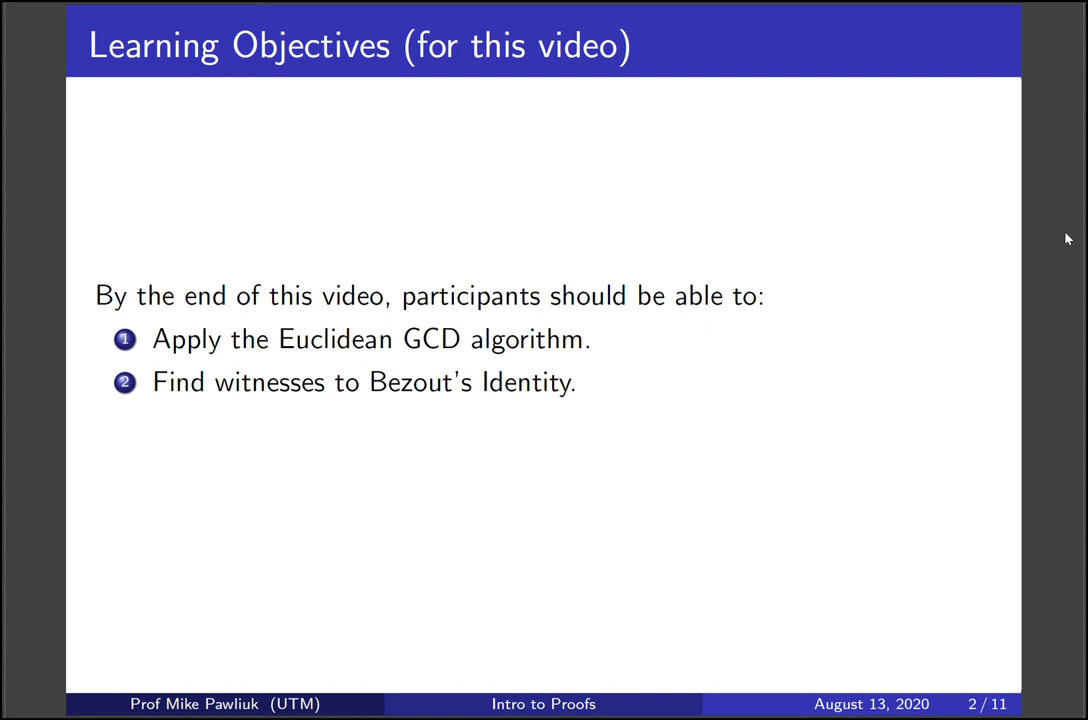 Learning Objectives (for this video)
By the end of this video, participants should be able to:
1 Apply the Euclidean GCD algorithm.
2 Find witnesses to Bezout's Identity.
Prof Mike Pawliuk (UTM) Intro to Proofs August 13, 2020 2 / 11